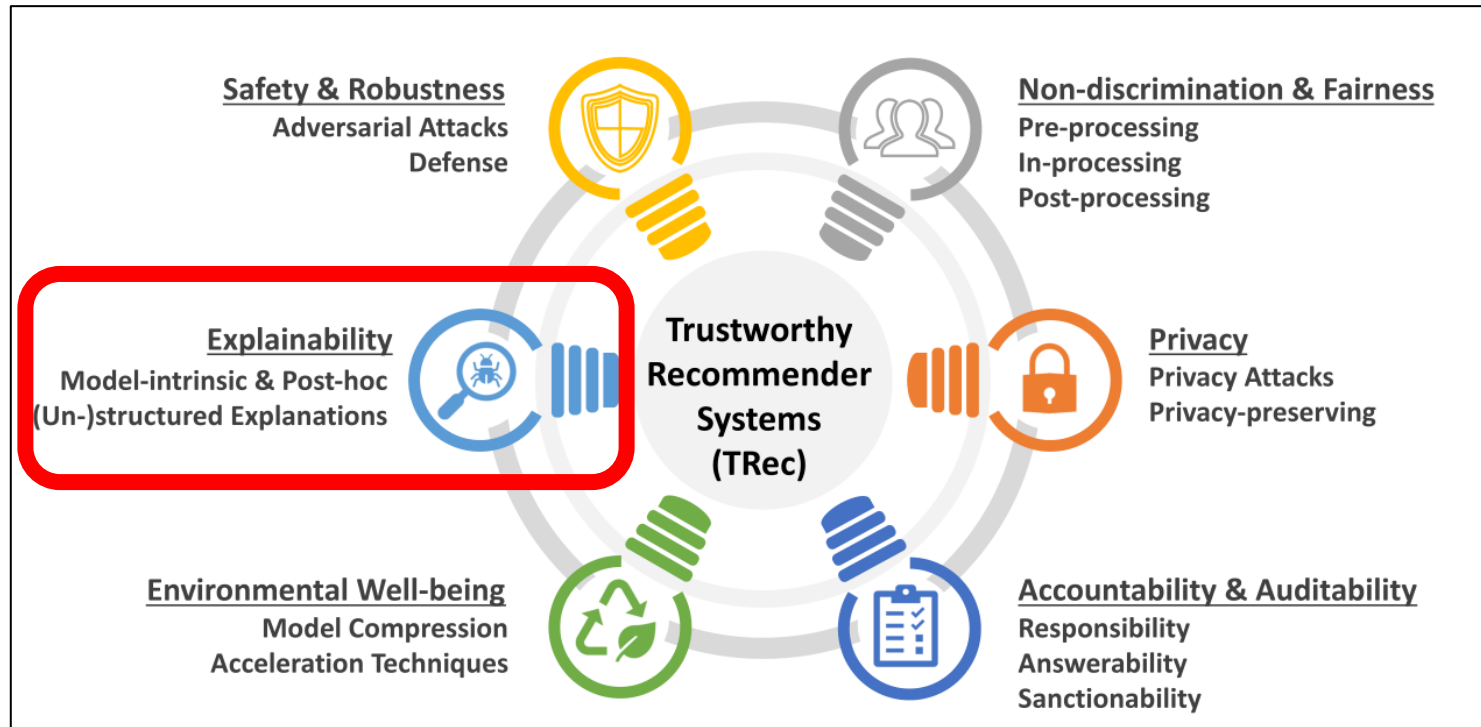 Safety & Robustness
Adversarial Attacks
Defense
Non-discrimination & Fairness
Pre-processing
In-processing
Post-processing
Explainability
Model-intrinsic & Post-hoc
(Un-)structured Explanations
Trustworthy
Recommender
Systems
(TRec)
Privacy
Privacy Attacks
Privacy-preserving
Environmental Well-being
Model Compression
Acceleration Techniques
Accountability & Auditability
Responsibility
Answerability
Sanctionability